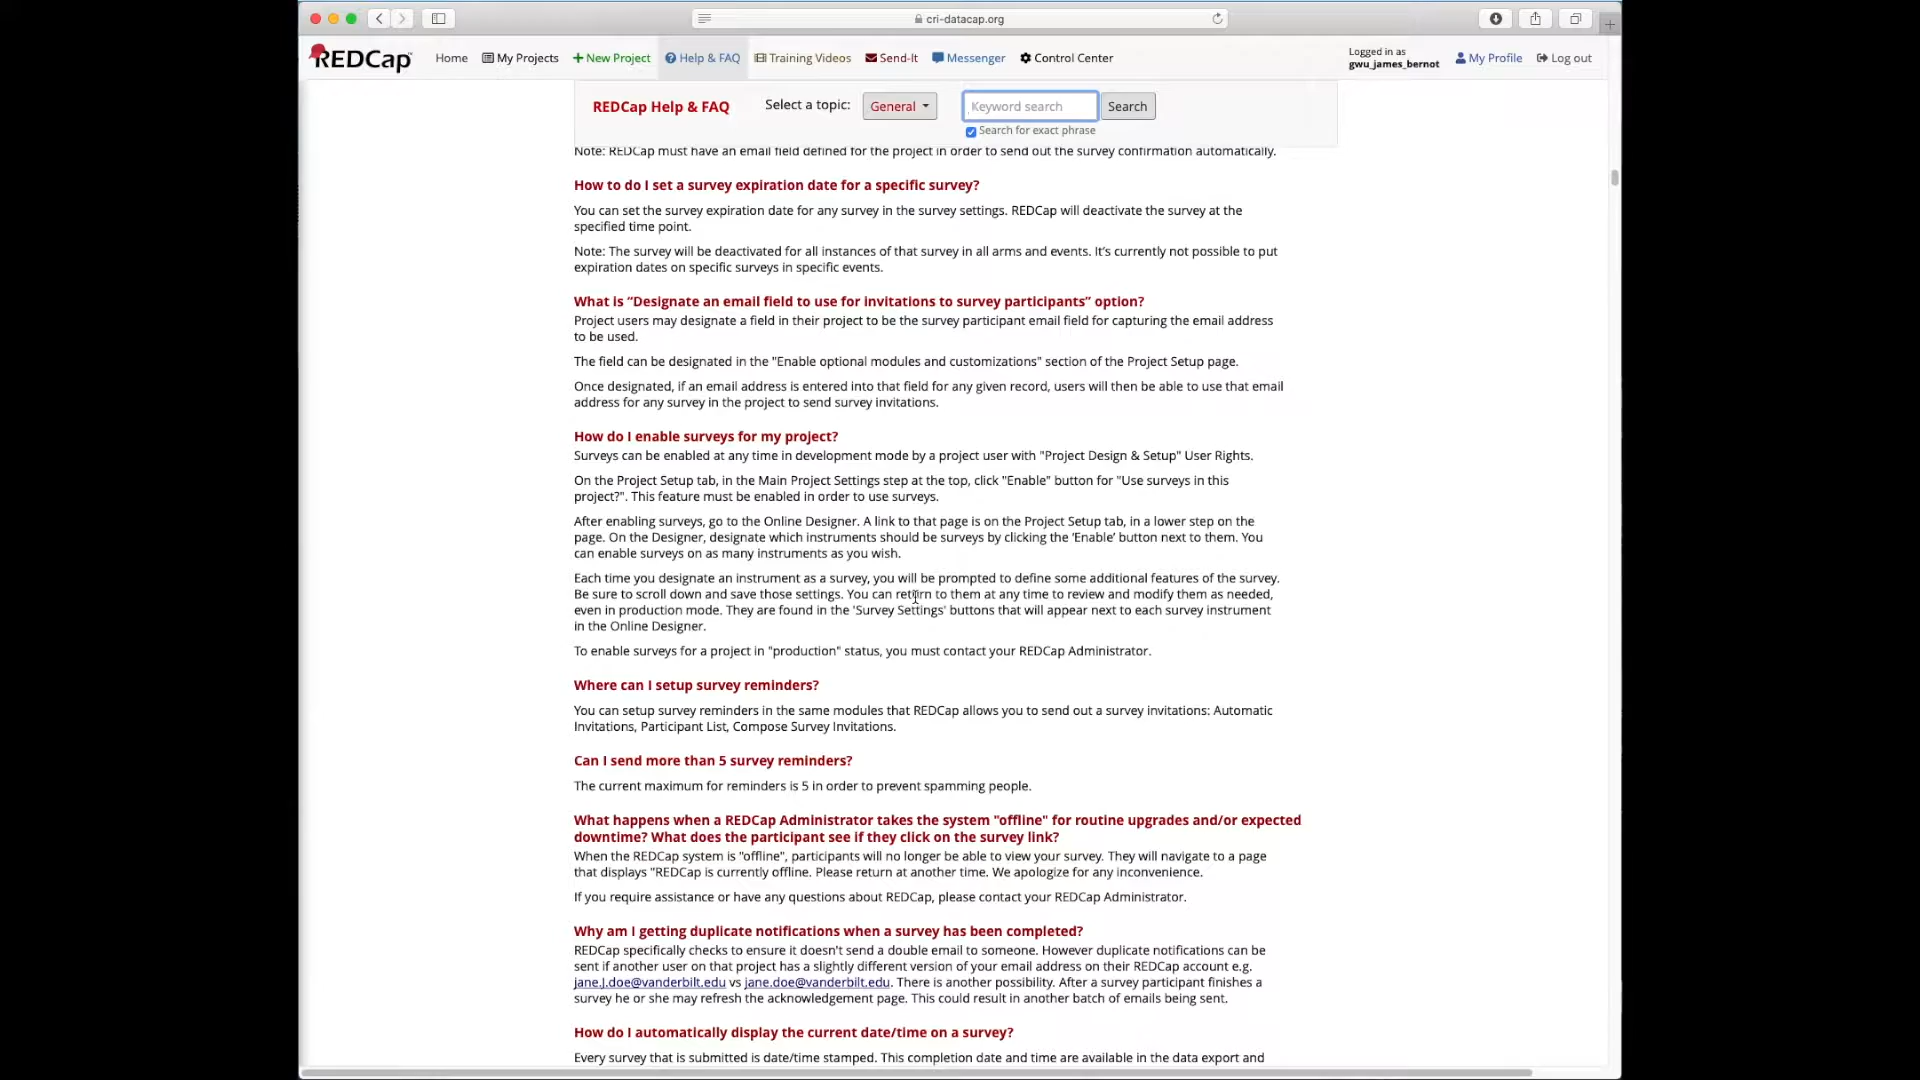 cri-datacap.org
REDCap Home My Projects New Project Help & FAQ Training Videos Send-It Messenger Control Center Logged in as gwu_james_bernot My Profile Log out
REDCap Help & FAQ Select a topic: General Keyword search Search
Search for exact phrase
Note: REDCap must have an email field defined for the project in order to send out the survey confirmation automatically.
How to do I set a survey expiration date for a specific survey?
You can set the survey expiration date for any survey in the survey settings. REDCap will deactivate the survey at the
specified time point.
Note: The survey will be deactivated for all instances of that survey in all arms and events. It’s currently not possible to put
expiration dates on specific surveys in specific events.
What is “Designate an email field to use for invitations to survey participants” option?
Project users may designate a field in their project to be the survey participant email field for capturing the email address
to be used.
The field can be designated in the "Enable optional modules and customizations" section of the Project Setup page.
Once designated, if an email address is entered into that field for any given record, users will then be able to use that email
address for any survey in the project to send survey invitations.
How do I enable surveys for my project?
Surveys can be enabled at any time in development mode by a project user with "Project Design & Setup" User Rights.
On the Project Setup tab, in the Main Project Settings step at the top, click "Enable" button for "Use surveys in this
project?". This feature must be enabled in order to use surveys.
After enabling surveys, go to the Online Designer. A link to that page is on the Project Setup tab, in a lower step on the
page. On the Designer, designate which instruments should be surveys by clicking the ‘Enable’ button next to them. You
can enable surveys on as many instruments as you wish.
Each time you designate an instrument as a survey, you will be prompted to define some additional features of the survey.
Be sure to scroll down and save those settings. You can return to them at any time to review and modify them as needed,
even in production mode. They are found in the 'Survey Settings' buttons that will appear next to each survey instrument
in the Online Designer.
To enable surveys for a project in "production" status, you must contact your REDCap Administrator.
Where can I setup survey reminders?
You can setup survey reminders in the same modules that REDCap allows you to send out a survey invitations: Automatic
Invitations, Participant List, Compose Survey Invitations.
Can I send more than 5 survey reminders?
The current maximum for reminders is 5 in order to prevent spamming people.
What happens when a REDCap Administrator takes the system "offline" for routine upgrades and/or expected
downtime? What does the participant see if they click on the survey link?
When the REDCap system is "offline", participants will no longer be able to view your survey. They will navigate to a page
that displays "REDCap is currently offline. Please return at another time. We apologize for any inconvenience.
If you require assistance or have any questions about REDCap, please contact your REDCap Administrator.
Why am I getting duplicate notifications when a survey has been completed?
REDCap specifically checks to ensure it doesn't send a double email to someone. However duplicate notifications can be
sent if another user on that project has a slightly different version of your email address on their REDCap account e.g.
jane.J.doe@vanderbilt.edu vs jane.doe@vanderbilt.edu. There is another possibility. After a survey participant finishes a
survey he or she may refresh the acknowledgement page. This could result in another batch of emails being sent.
How do I automatically display the current date/time on a survey?
Every survey that is submitted is date/time stamped. This completion date and time are available in the data export and